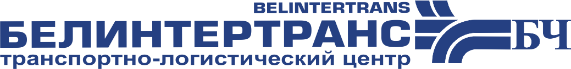 BELINTERTRANS
БЕЛИНТЕРТРАНС БЧ
транспортно-логистический центр